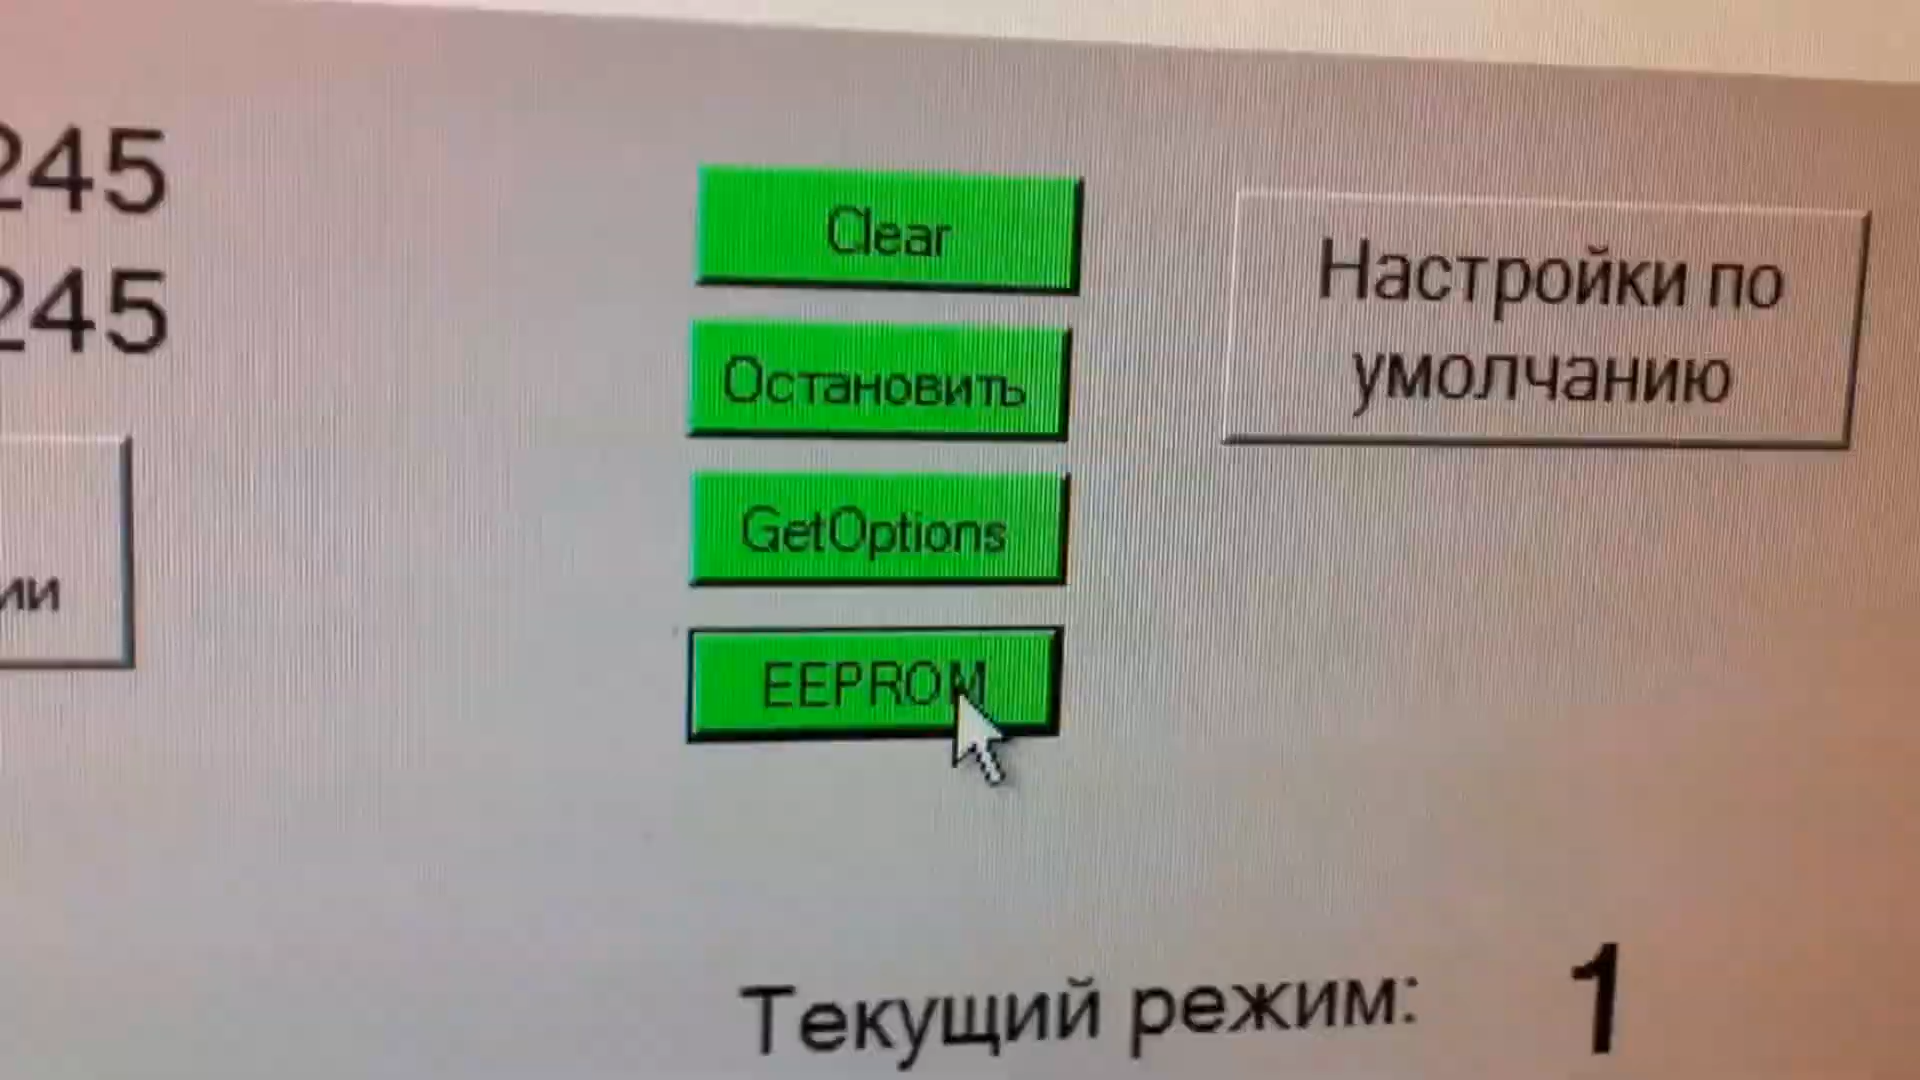 245
245
Clear
Остановить
GetOptions
EEPROM
Настройки по
умолчанию
Текущий режим: 1